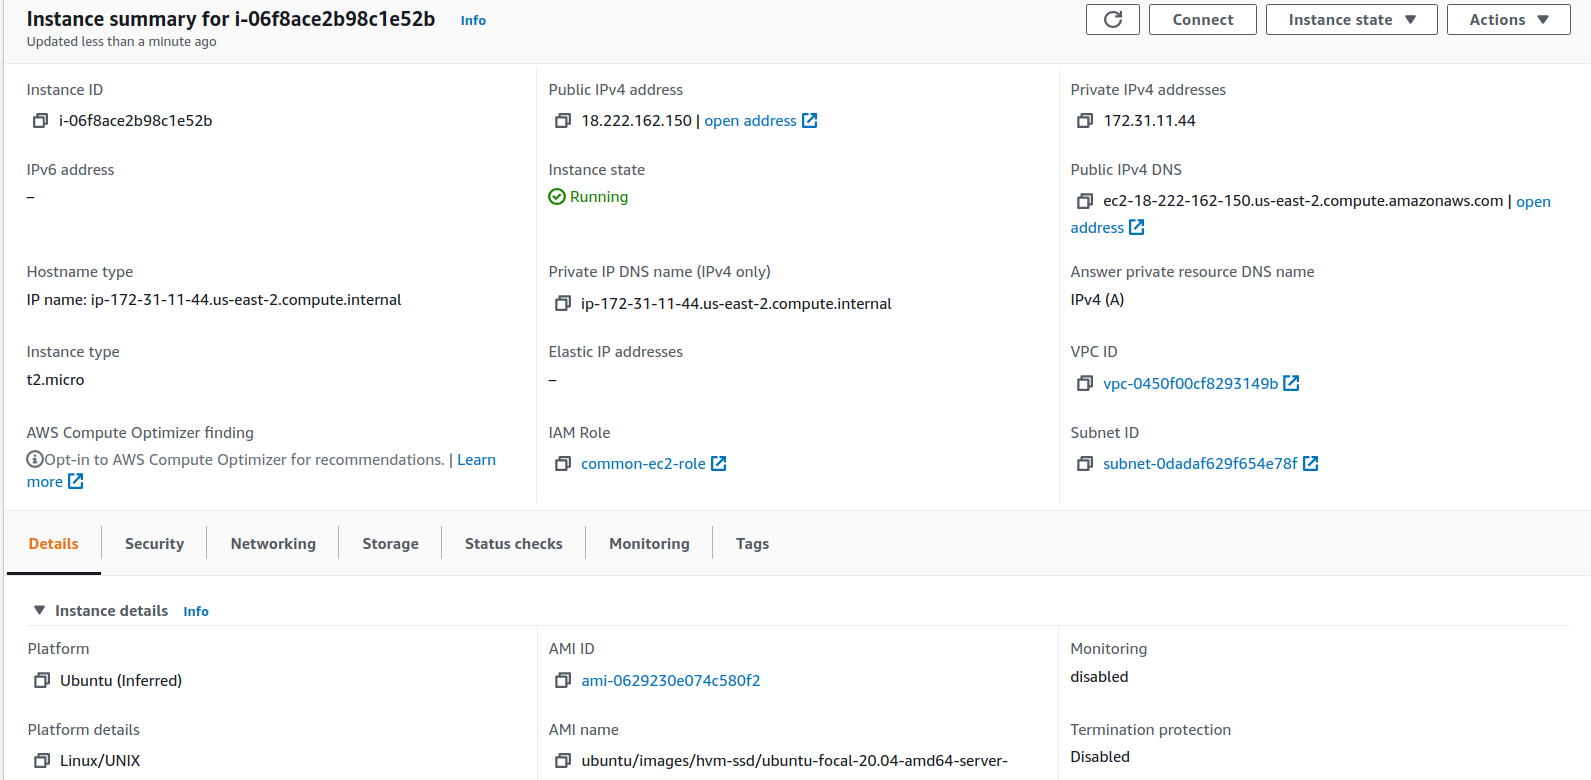 Instance summary for i-06f8ace2b98c1e52b Info
Updated less than a minute ago
Connect
Instance state
Actions
Instance ID
i-06f8ace2b98c1e52b
Public IPv4 address
18.222.162.150 | open address
Private IPv4 addresses
172.31.11.44
IPv6 address
–
Instance state
Running
Public IPv4 DNS
ec2-18-222-162-150.us-east-2.compute.amazonaws.com | open
address
Hostname type
IP name: ip-172-31-11-44.us-east-2.compute.internal
Private IP DNS name (IPv4 only)
ip-172-31-11-44.us-east-2.compute.internal
Answer private resource DNS name
IPv4 (A)
Instance type
t2.micro
Elastic IP addresses
–
VPC ID
vpc-0450f00cf8293149b
AWS Compute Optimizer finding
Opt-in to AWS Compute Optimizer for recommendations. | Learn
more
IAM Role
common-ec2-role
Subnet ID
subnet-0dadaf629f654e78f
Details
Security
Networking
Storage
Status checks
Monitoring
Tags
Instance details Info
Platform
Ubuntu (Inferred)
AMI ID
ami-0629230e074c580f2
Monitoring
disabled
Platform details
Linux/UNIX
AMI name
ubuntu/images/hvm-ssd/ubuntu-focal-20.04-amd64-server-
Termination protection
Disabled